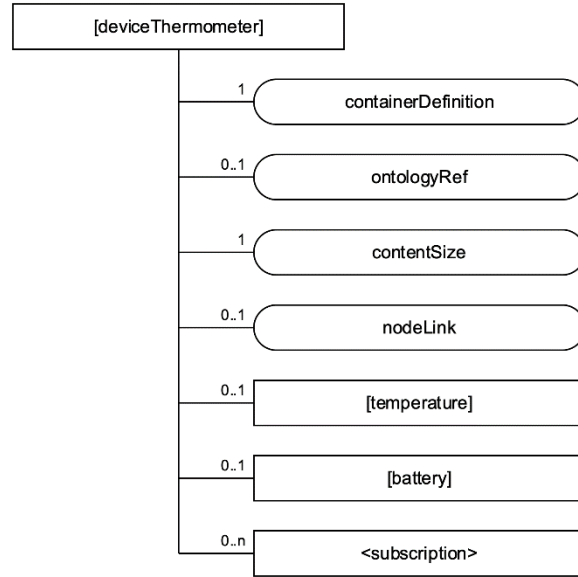 [deviceThermometer]
1
containerDefinition
0..1
ontologyRef
1
contentSize
0..1
nodeLink
0..1
[temperature]
0..1
[battery]
0..n
<subscription>